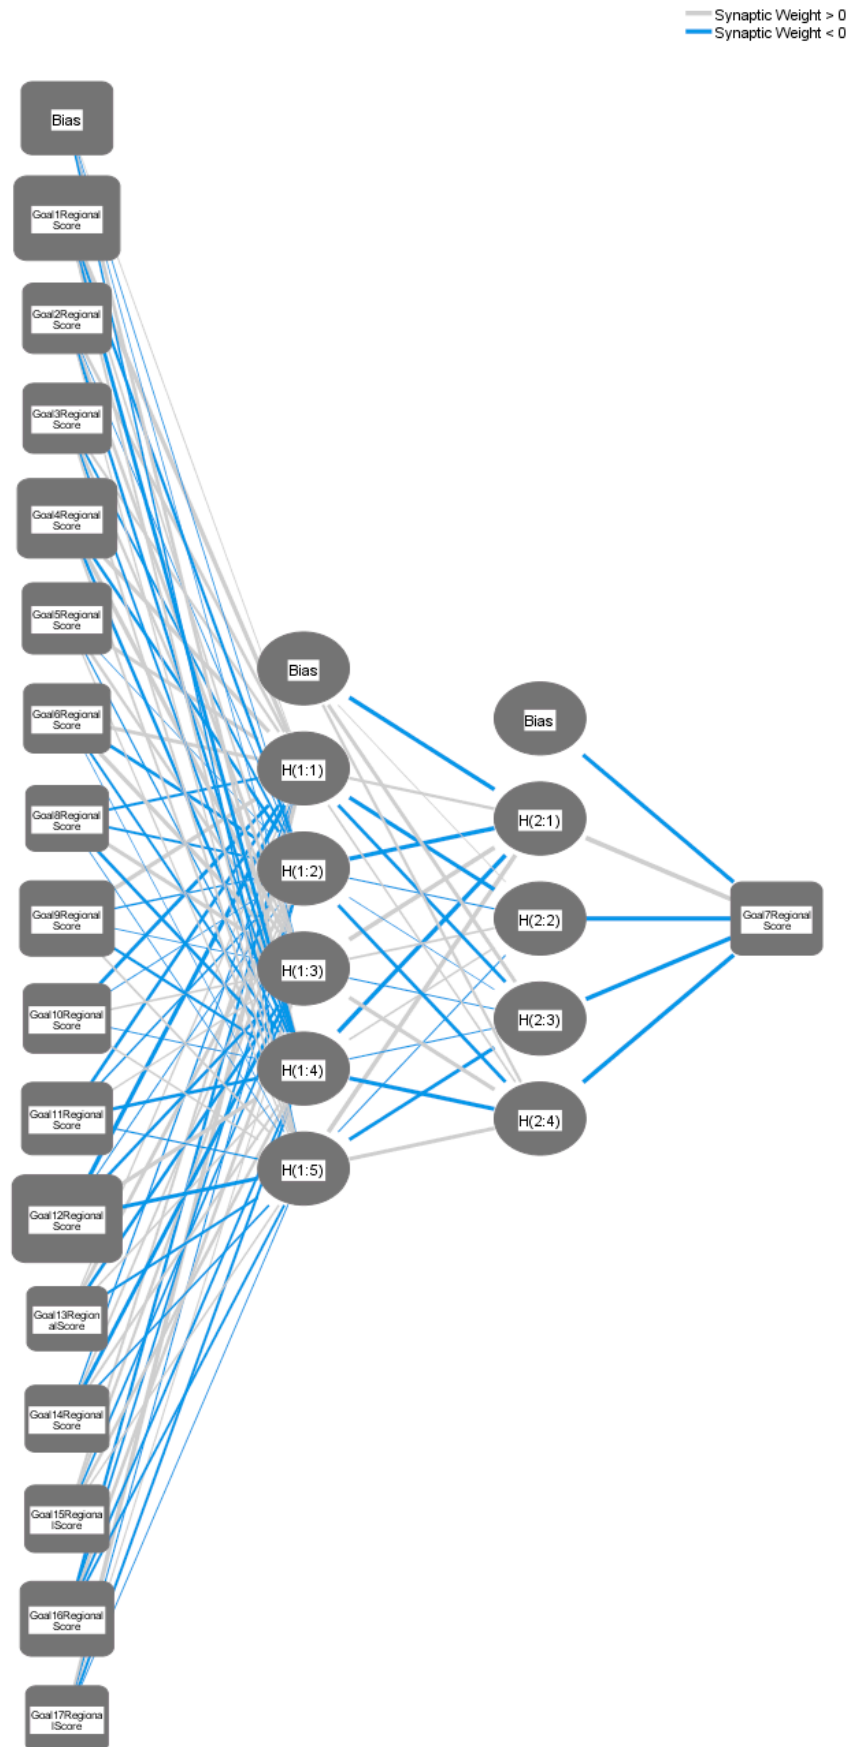 Synaptic Weight > 0
Synaptic Weight < 0
Bias
Goal1Regional
Score
Goal2Regional
Score
Goal3Regional
Score
Goal4Regional
Score
Goal5Regional
Score
Goal6Regional
Score
Goal8Regional
Score
Goal9Regional
Score
Goal10Regional
Score
Goal11Regional
Score
Goal12Regional
Score
Goal13Region
alScore
Goal14Regional
Score
Goal15Regiona
lScore
Goal16Regional
Score
Goal17Regiona
lScore
Bias
H(1:1)
H(1:2)
H(1:3)
H(1:4)
H(1:5)
Bias
H(2:1)
H(2:2)
H(2:3)
H(2:4)
Goal7Regional
Score